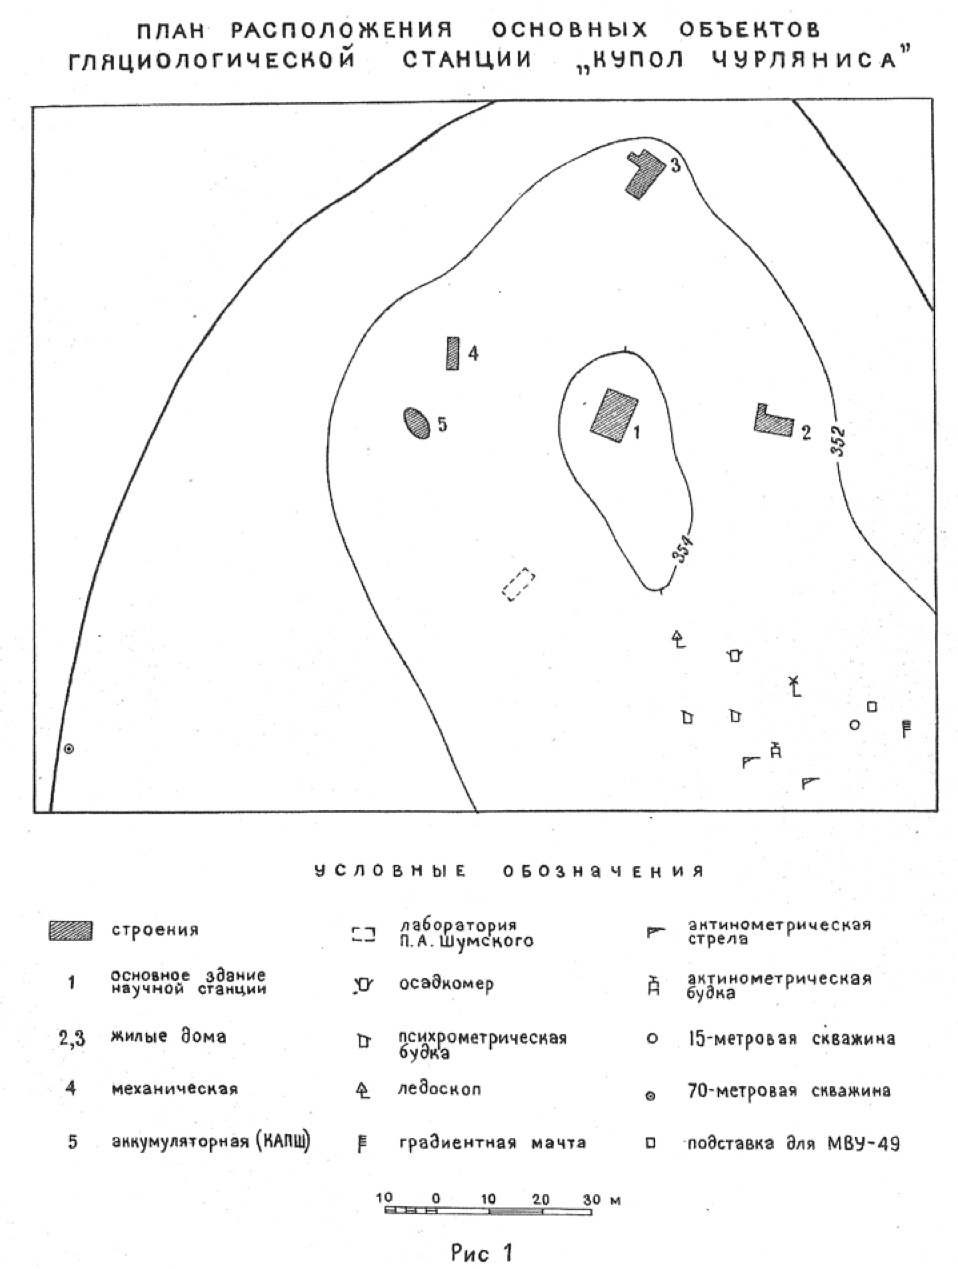 ПЛАН РАСПОЛОЖЕНИЯ ОСНОВНЫХ ОБЪЕКТОВ
ГЛЯЦИОЛОГИЧЕСКОЙ СТАНЦИИ „КУПОЛ ЧУРЛЯНИСА”
3
4
5
1
2
352
354
УСЛОВНЫЕ ОБОЗНАЧЕНИЯ
строения
1 основное здание
научной станции
2,3 жилые дома
4 механическая
5 аккумуляторная (КАПШ)
лаборатория
П.А. Шумского
осадкомер
психрометрическая
будка
ледоскоп
градиентная мачта
актинометрическая
стрела
актинометрическая
будка
15-метровая скважина
70-метровая скважина
подставка для МВУ-49
10 0 10 20 30 м
Рис 1